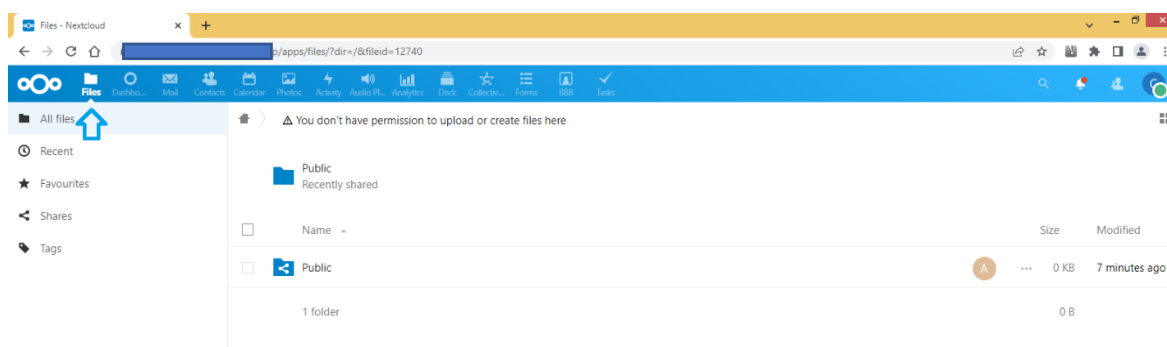 Files - Nextcloud
p/apps/files/?dir=/&fileid=12740
Files Dashbo... Mail Contacts Calendar Photos Activity Audio Pl... Analytics Deck Collectiv... Forms BBB Tasks
All files
You don't have permission to upload or create files here
Recent
Public
Recently shared
Favourites
Shares
Name Size Modified
Tags
Public A ... 0 KB 7 minutes ago
1 folder 0 B